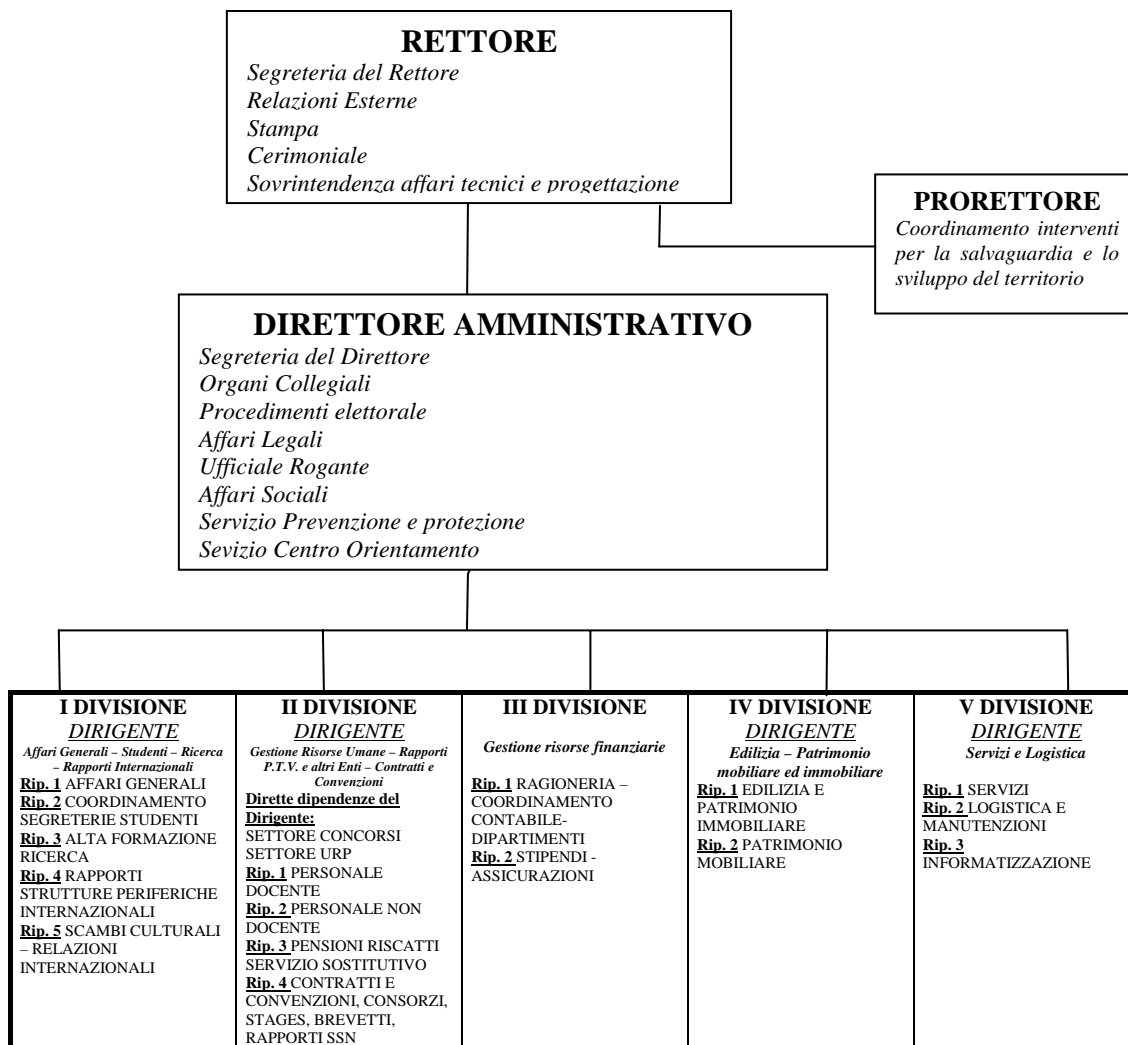 RETTORE
Segreteria del Rettore
Relazioni Esterne
Stampa
Cerimoniale
Sovrintendenza affari tecnici e progettazione
PRORETTORE
Coordinamento interventi
per la salvaguardia e lo
sviluppo del territorio
DIRETTORE AMMINISTRATIVO
Segreteria del Direttore
Organi Collegiali
Procedimenti elettorale
Affari Legali
Ufficiale Rogante
Affari Sociali
Servizio Prevenzione e protezione
Sevizio Centro Orientamento
I DIVISIONE
DIRIGENTE
Affari Generali – Studenti – Ricerca
– Rapporti Internazionali
Rip. 1 AFFARI GENERALI
Rip. 2 COORDINAMENTO
SEGRETERIE STUDENTI
Rip. 3 ALTA FORMAZIONE
RICERCA
Rip. 4 RAPPORTI
STRUTTURE PERIFERICHE
INTERNAZIONALI
Rip. 5 SCAMBI CULTURALI
– RELAZIONI
INTERNAZIONALI
II DIVISIONE
DIRIGENTE
Gestione Risorse Umane – Rapporti
P.T.V. e altri Enti – Contratti e
Convenzioni
Dirette dipendenze del
Dirigente:
SETTORE CONCORSI
SETTORE URP
Rip. 1 PERSONALE
DOCENTE
Rip. 2 PERSONALE NON
DOCENTE
Rip. 3 PENSIONI RISCATTI
SERVIZIO SOSTITUTIVO
Rip. 4 CONTRATTI E
CONVENZIONI, CONSORZI,
STAGES, BREVETTI,
RAPPORTI SSN
III DIVISIONE
Gestione risorse finanziarie
Rip. 1 RAGIONERIA –
COORDINAMENTO
CONTABILE-
DIPARTIMENTI
Rip. 2 STIPENDI -
ASSICURAZIONI
IV DIVISIONE
DIRIGENTE
Edilizia – Patrimonio
mobiliare ed immobiliare
Rip. 1 EDILIZIA E
PATRIMONIO
IMMOBILIARE
Rip. 2 PATRIMONIO
MOBILIARE
V DIVISIONE
DIRIGENTE
Servizi e Logistica
Rip. 1 SERVIZI
Rip. 2 LOGISTICA E
MANUTENZIONI
Rip. 3
INFORMATIZZAZIONE